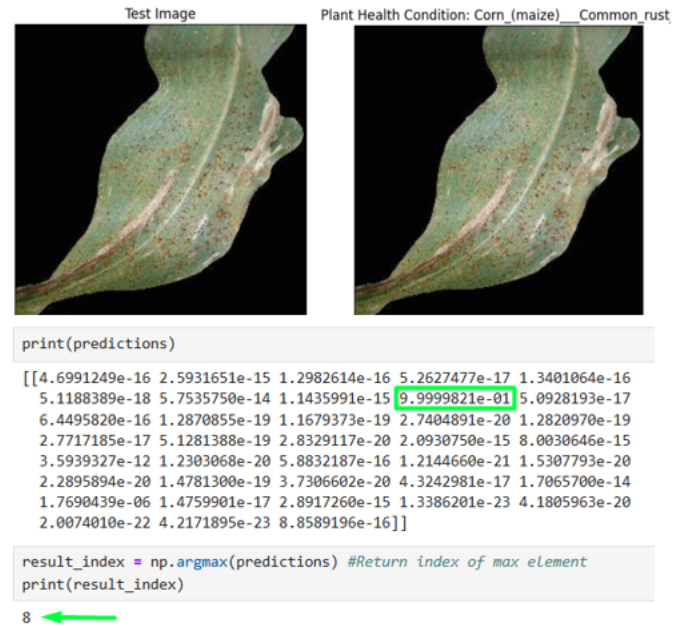 Test Image
Plant Health Condition: Corn_(maize)___Common_rust_
print(predictions)
[[4.6991249e-16 2.5931651e-15 1.2982614e-16 5.2627477e-17 1.3401064e-16
5.5118389e-18 5.7535750e-14 1.1435991e-15 9.9999821e-01 5.0928193e-17
6.4495820e-16 1.2870855e-19 1.1679373e-19 2.7404891e-20 1.2820970e-19
2.7717185e-17 5.1281388e-19 2.8329117e-20 2.0930750e-15 8.0030646e-15
3.5939327e-12 1.2303068e-20 5.8832187e-16 1.2144660e-21 1.5307793e-20
2.2895894e-20 1.4781300e-19 3.7306602e-20 4.3242981e-17 1.7065700e-14
1.7690439e-06 1.4759901e-17 2.8917260e-15 1.3386201e-23 4.1805963e-20
2.0074010e-22 4.2171895e-23 8.8589196e-16]]
result_index = np.argmax(predictions) #Return index of max element
print(result_index)
8